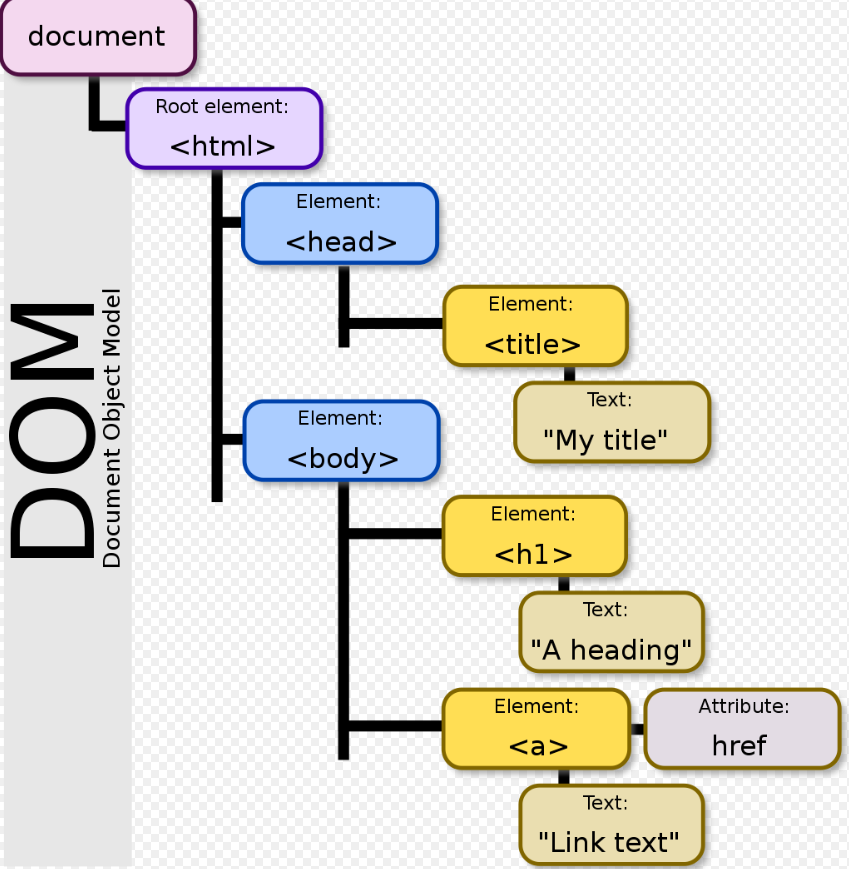 document
Root element:
<html>
Element:
<head>
Element:
<title>
Text:
"My title"
Element:
<body>
Element:
<h1>
Text:
"A heading"
Element:
<a>
Attribute:
href
Text:
"Link text"
DOM
Document Object Model